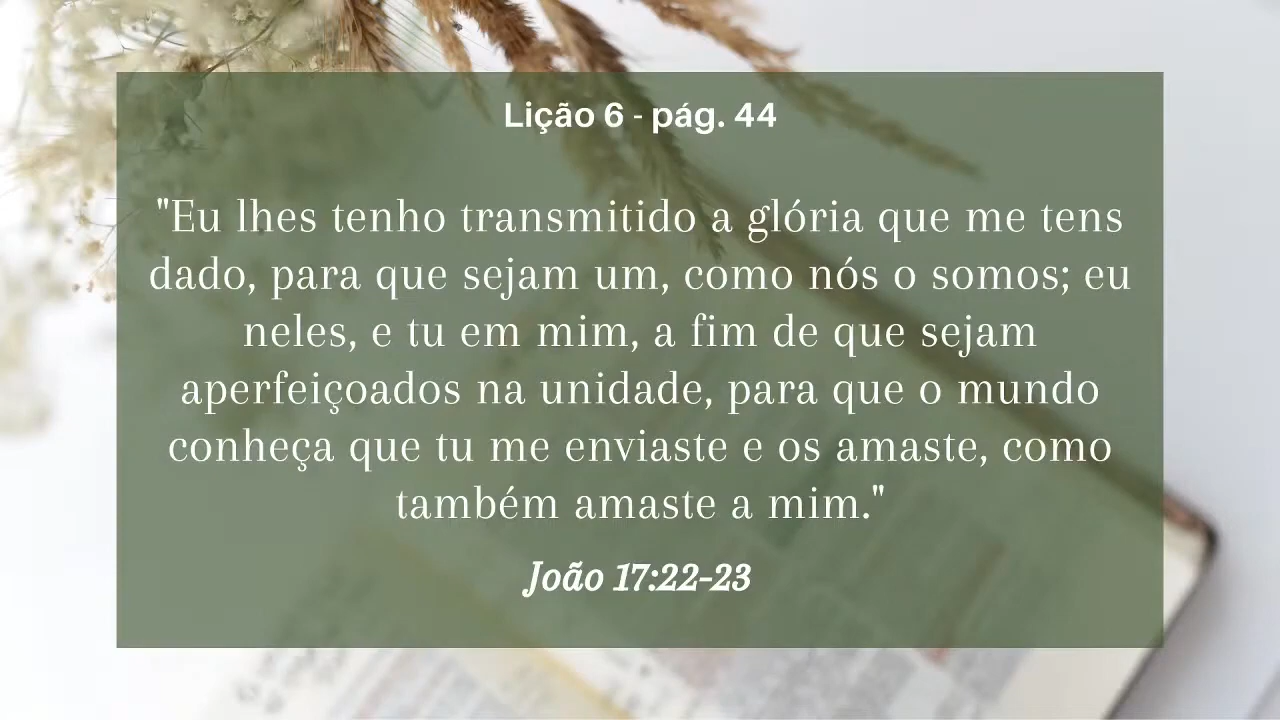 Lição 6 - pág. 44
"Eu lhes tenho transmitido a glória que me tens
dado, para que sejam um, como nós o somos; eu
neles, e tu em mim, a fim de que sejam
aperfeiçoados na unidade, para que o mundo
conheça que tu me enviaste e os amaste, como
também amaste a mim."
João 17:22-23